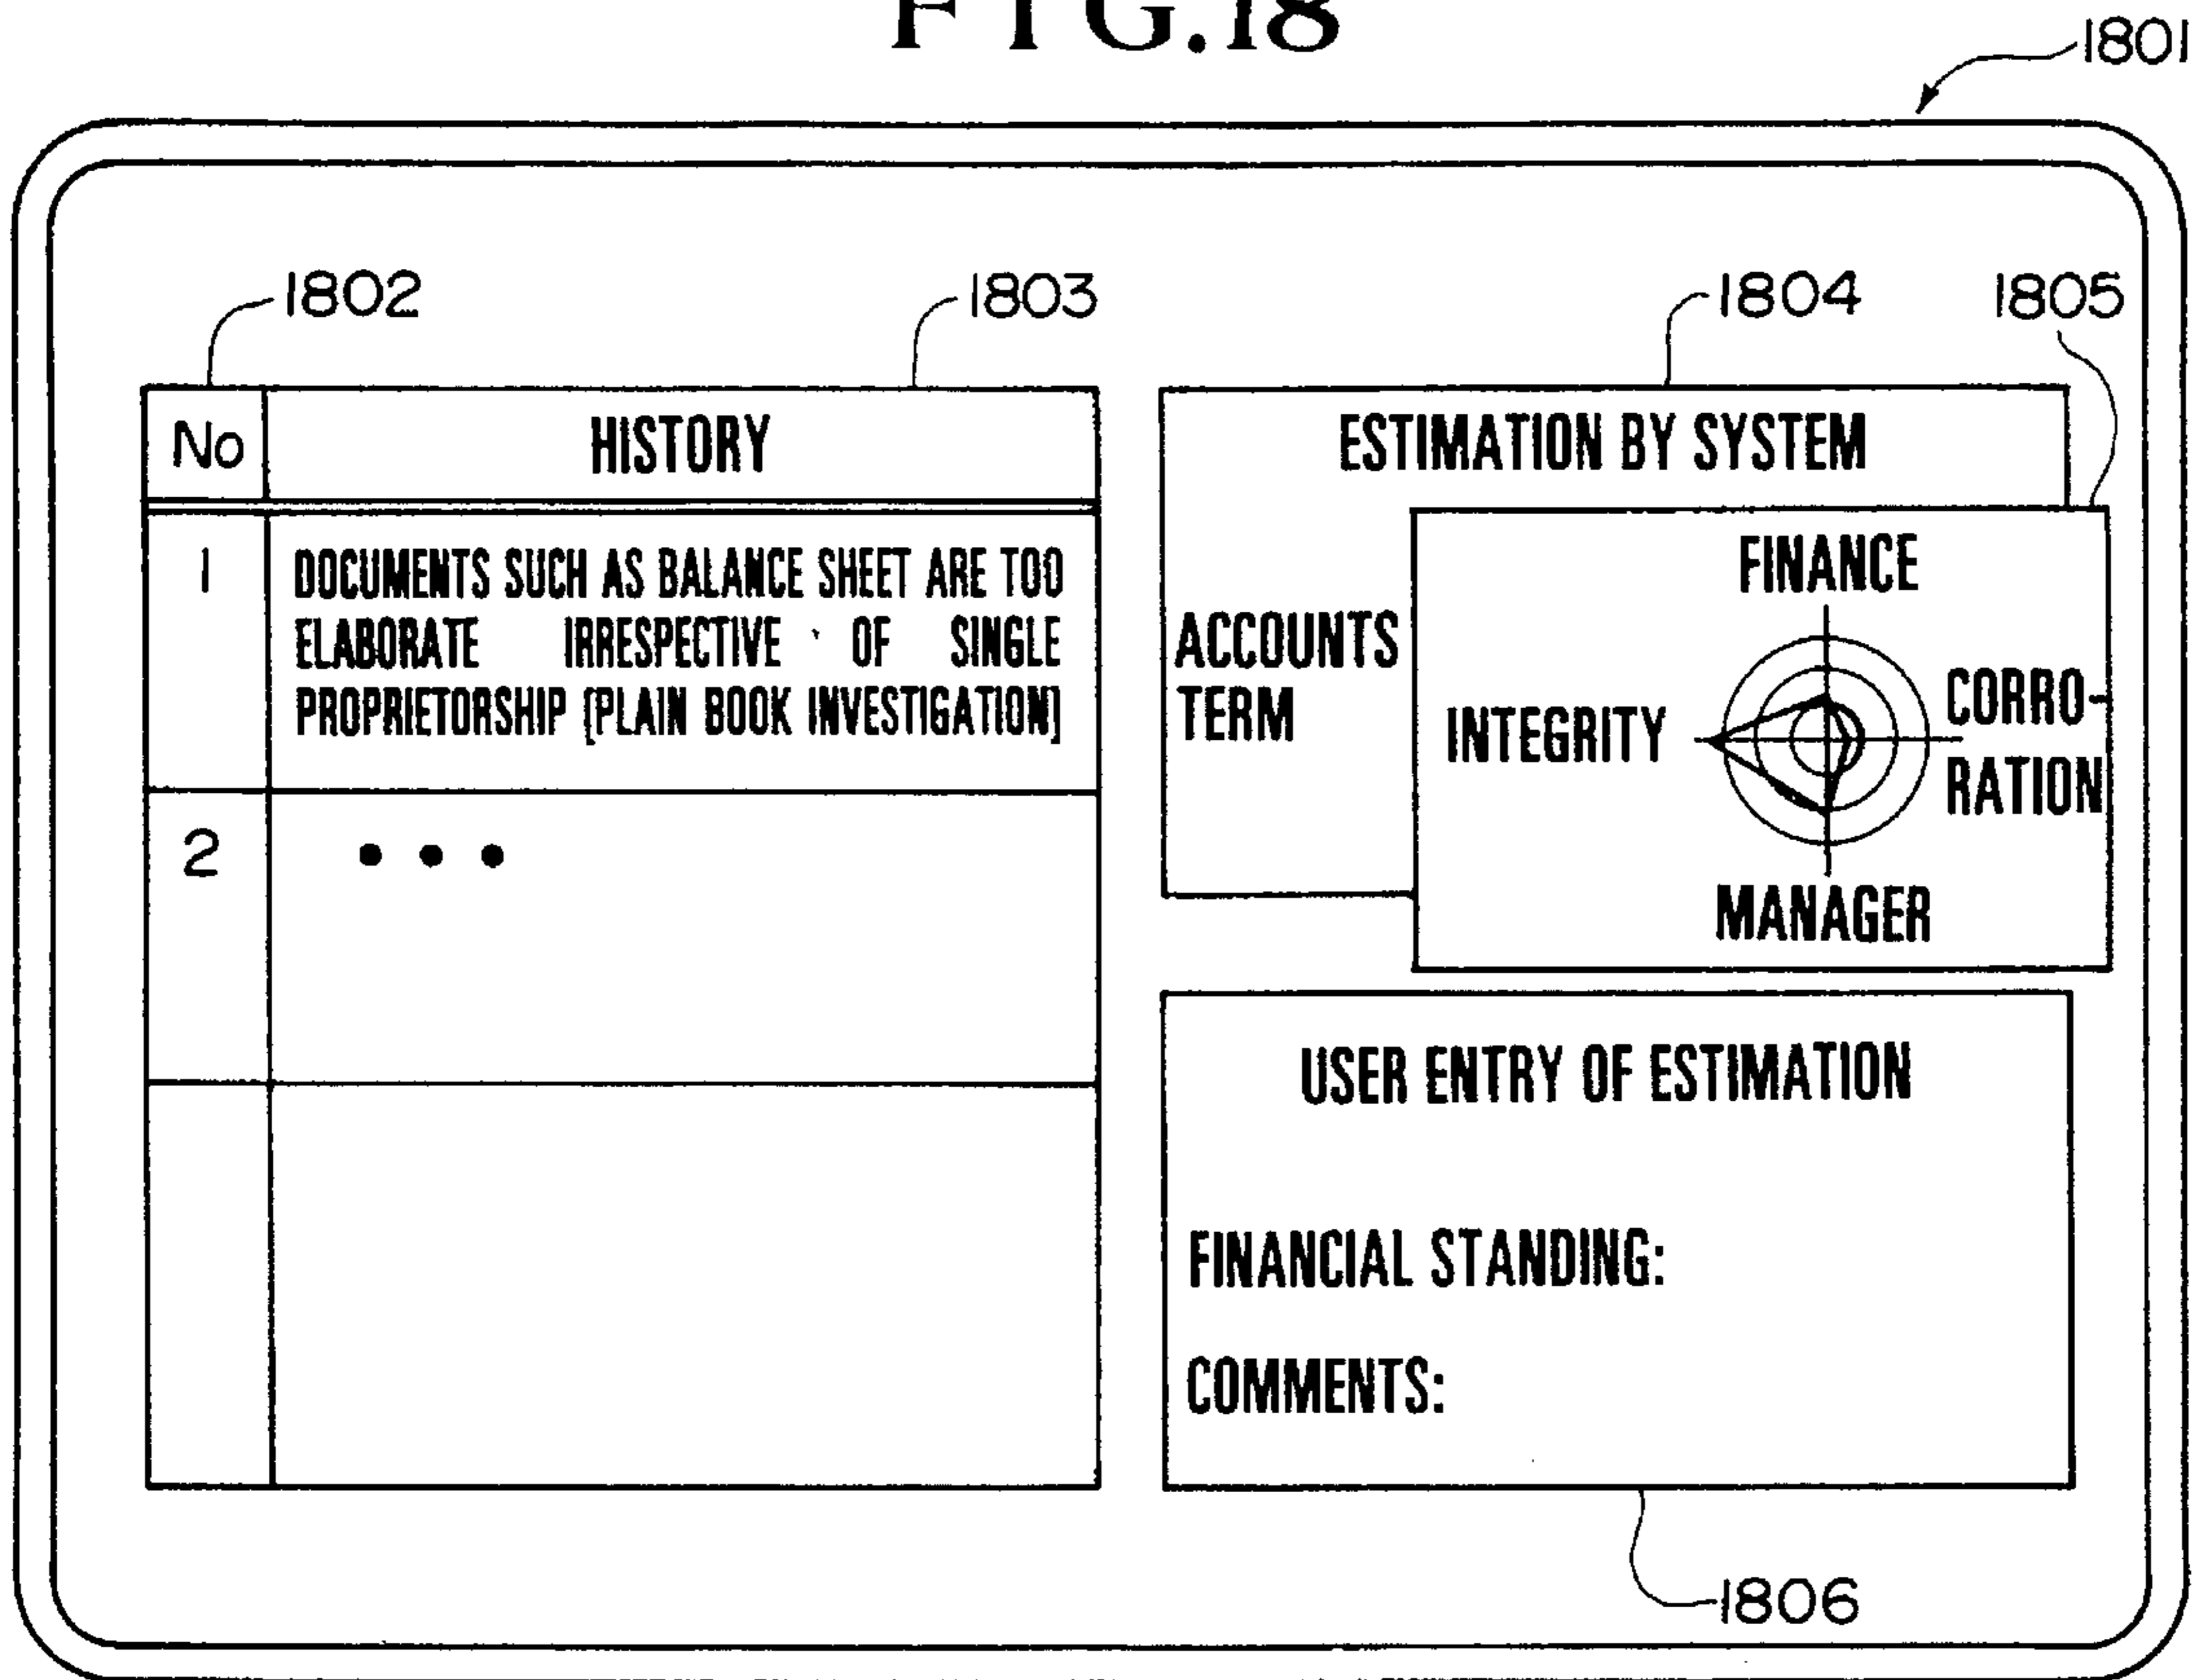 FIG.18
1801
1802
1803
1804
1805
No
HISTORY
1
DOCUMENTS SUCH AS BALANCE SHEET ARE TOO
ELABORATE IRRESPECTIVE OF SINGLE
PROPRIETORSHIP [PLAIN BOOK INVESTIGATION]
2
• • •
ESTIMATION BY SYSTEM
ACCOUNTS
TERM
FINANCE
INTEGRITY
CORRO-
RATION
MANAGER
USER ENTRY OF ESTIMATION
FINANCIAL STANDING:
COMMENTS:
1806